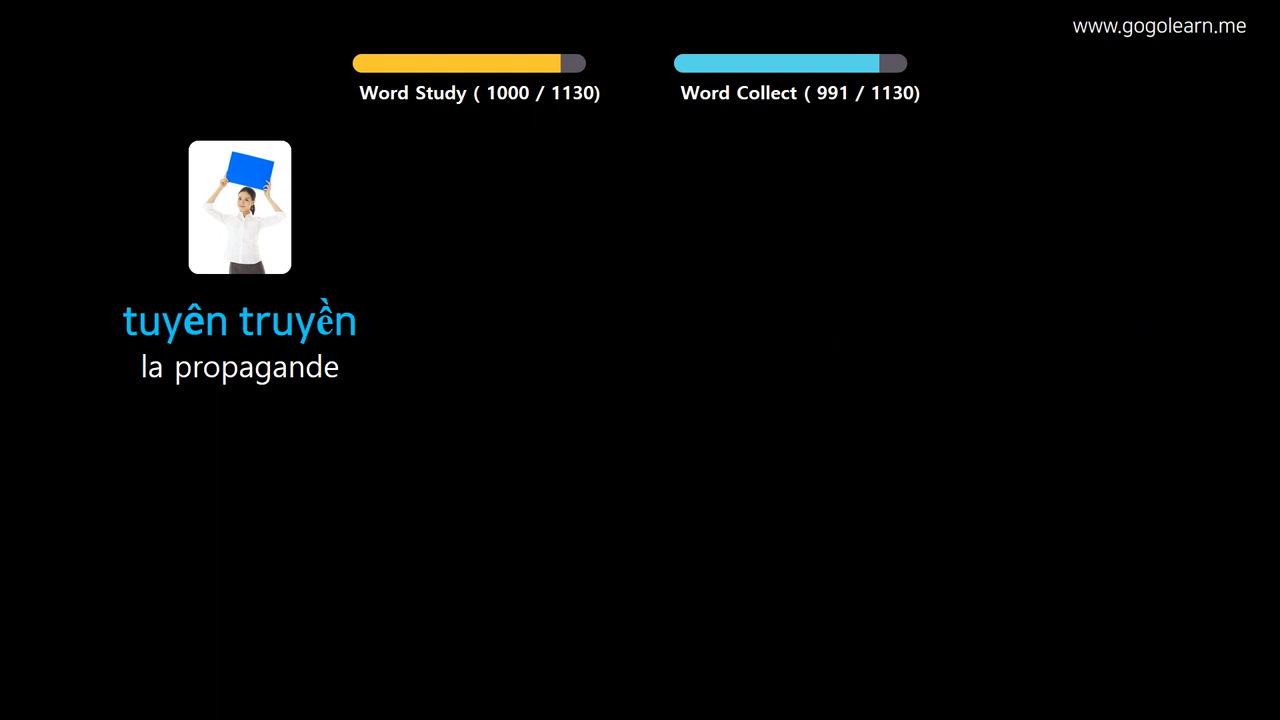 www.gogolearn.me
Word Study ( 1000 / 1130)
Word Collect ( 991 / 1130)
tuyên truyền
la propagande